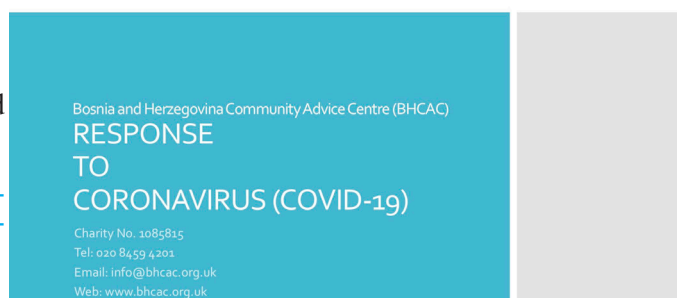 Bosnia and Herzegovina Community Advice Centre (BHCAC)
RESPONSE
TO
CORONAVIRUS (COVID-19)
Charity No. 1085815
Tel: 020 8459 4201
Email: info@bhcac.org.uk
Web: www.bhcac.org.uk